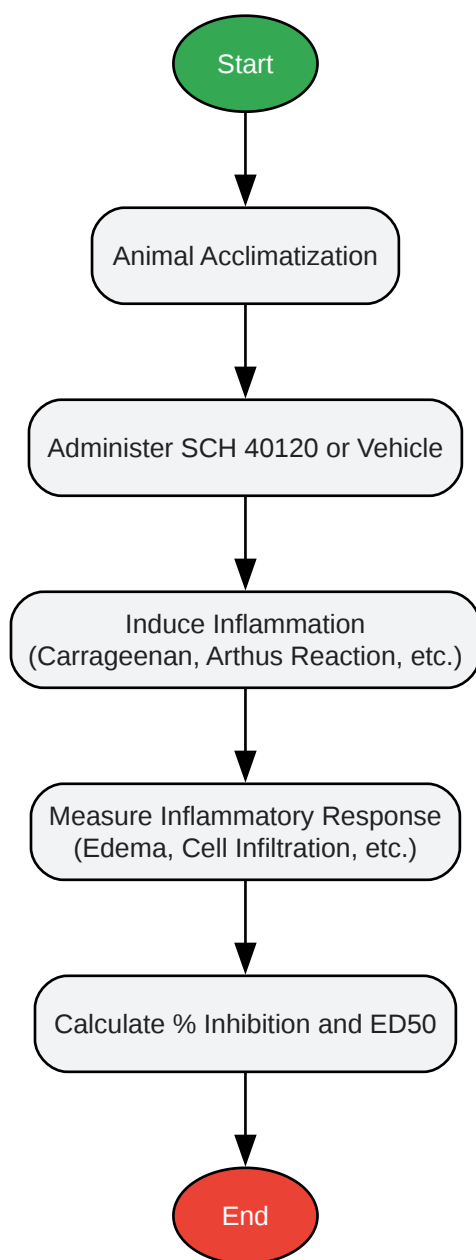 Start
Animal Acclimatization
Administer SCH 40120 or Vehicle
Induce Inflammation
(Carrageenan, Arthus Reaction, etc.)
Measure Inflammatory Response
(Edema, Cell Infiltration, etc.)
Calculate % Inhibition and ED50
End